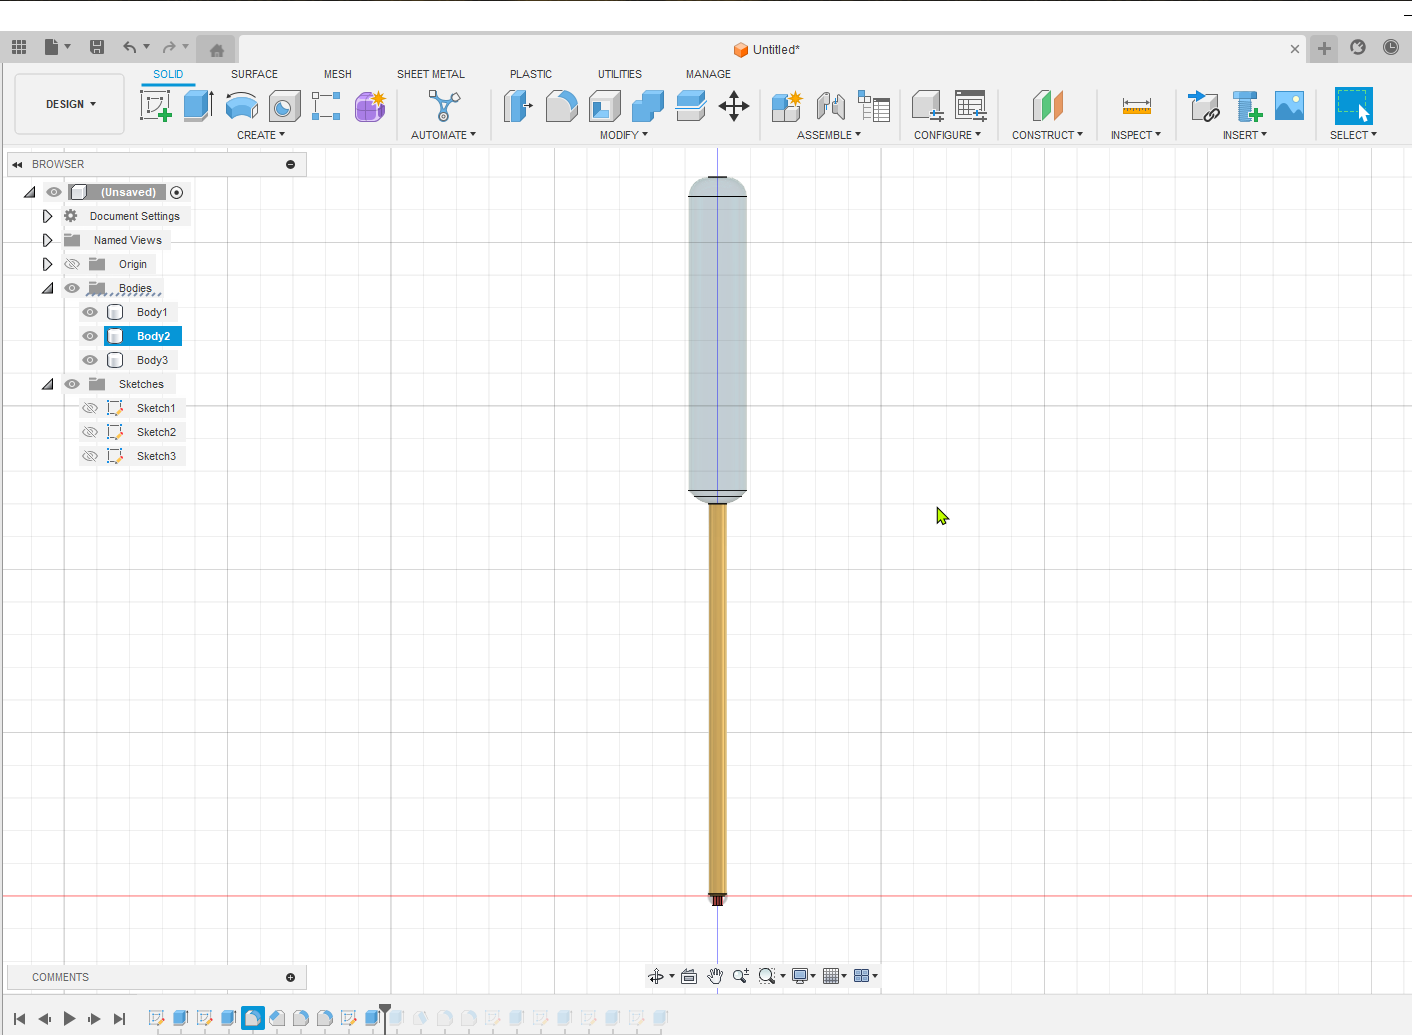 Untitled*
SOLID SURFACE MESH SHEET METAL PLASTIC UTILITIES MANAGE
DESIGN
CREATE AUTOMATE MODIFY ASSEMBLE CONFIGURE CONSTRUCT INSPECT INSERT SELECT
BROWSER
(Unsaved)
Document Settings
Named Views
Origin
Bodies
Body1
Body2
Body3
Sketches
Sketch1
Sketch2
Sketch3
COMMENTS